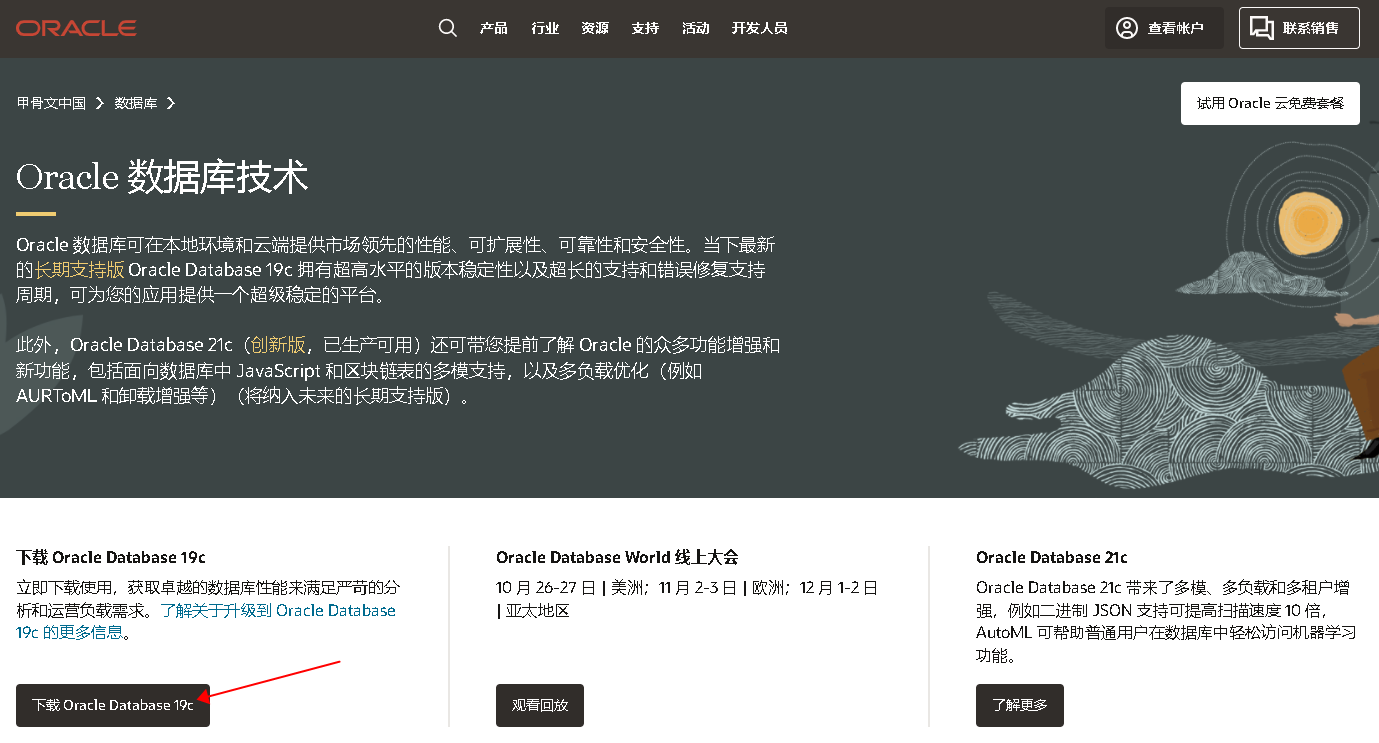 ORACLE
产品 行业 资源 支持 活动 开发人员
查看帐户
联系销售
甲骨文中国 数据库
试用 Oracle 云免费套餐
Oracle 数据库技术
Oracle 数据库可在本地环境和云端提供市场领先的性能、可扩展性、可靠性和安全性。当下最新
的长期支持版 Oracle Database 19c 拥有超高水平的版本稳定性以及超长的支持和错误修复支持
周期，可为您的应用提供一个超级稳定的平台。
此外，Oracle Database 21c（创新版，已生产可用）还可带您提前了解 Oracle 的众多功能增强和
新功能，包括面向数据库中 JavaScript 和区块链表的多模支持，以及多负载优化（例如
AURToML 和卸载增强等）（将纳入未来的长期支持版）。
下载 Oracle Database 19c
立即下载使用，获取卓越的数据库性能来满足严苛的分
析和运营负载需求。了解关于升级到 Oracle Database
19c 的更多信息。
下载 Oracle Database 19c
Oracle Database World 线上大会
10 月 26-27 日 | 美洲；11 月 2-3 日 | 欧洲；12 月 1-2 日
| 亚太地区
观看回放
Oracle Database 21c
Oracle Database 21c 带来了多模、多负载和多租户增
强，例如二进制 JSON 支持可提高扫描速度 10 倍，
AutoML 可帮助普通用户在数据库中轻松访问机器学习
功能。
了解更多